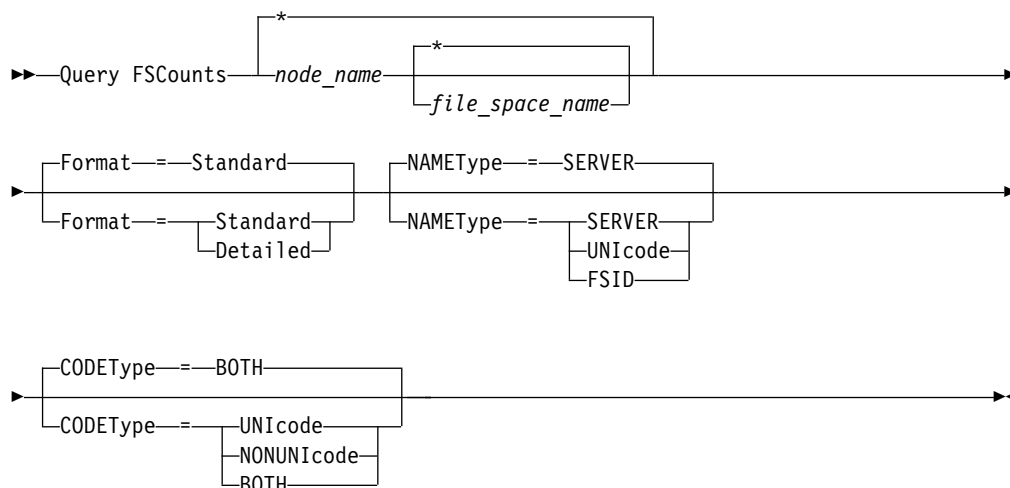 *
*
Query FSCounts node_name
file_space_name
Format = Standard NAMEType = SERVER
Format = Standard NAMEType = SERVER
Detailed UNIcode
FSID
CODEType = BOTH
CODEType = UNIcode
NONUNIcode
BOTH